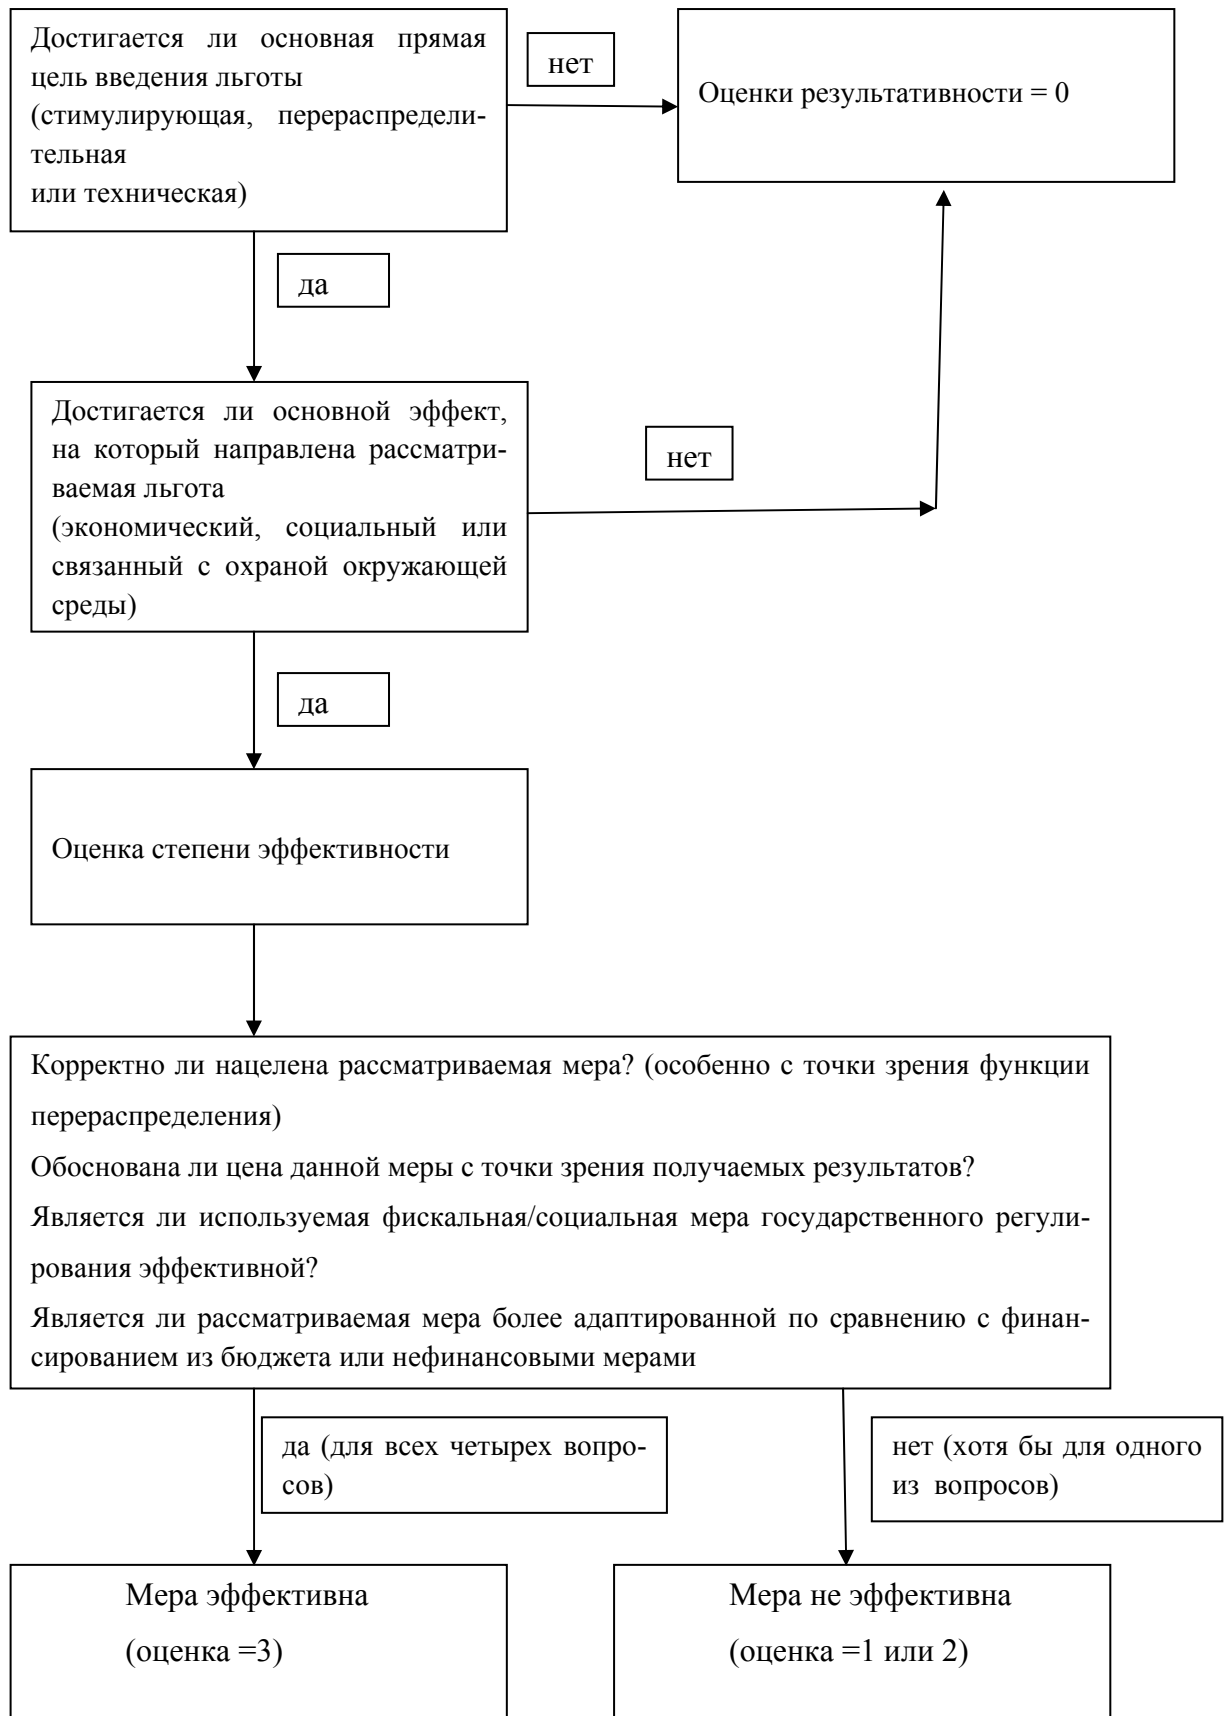 Достигается ли основная прямая
цель введения льготы
(стимулирующая, перераспредели-
тельная
или техническая)
нет
Оценки результативности = 0
да
Достигается ли основной эффект,
на который направлена рассматри-
ваемая льгота
(экономический, социальный или
связанный с охраной окружающей
среды)
нет
да
Оценка степени эффективности
Корректно ли нацелена рассматриваемая мера? (особенно с точки зрения функции
перераспределения)
Обоснована ли цена данной меры с точки зрения получаемых результатов?
Является ли используемая фискальная/социальная мера государственного регули-
рования эффективной?
Является ли рассматриваемая мера более адаптированной по сравнению с финан-
сированием из бюджета или нефинансовыми мерами
да (для всех четырех вопро-
сов)
нет (хотя бы для одного
из вопросов)
Мера эффективна
(оценка =3)
Мера не эффективна
(оценка =1 или 2)